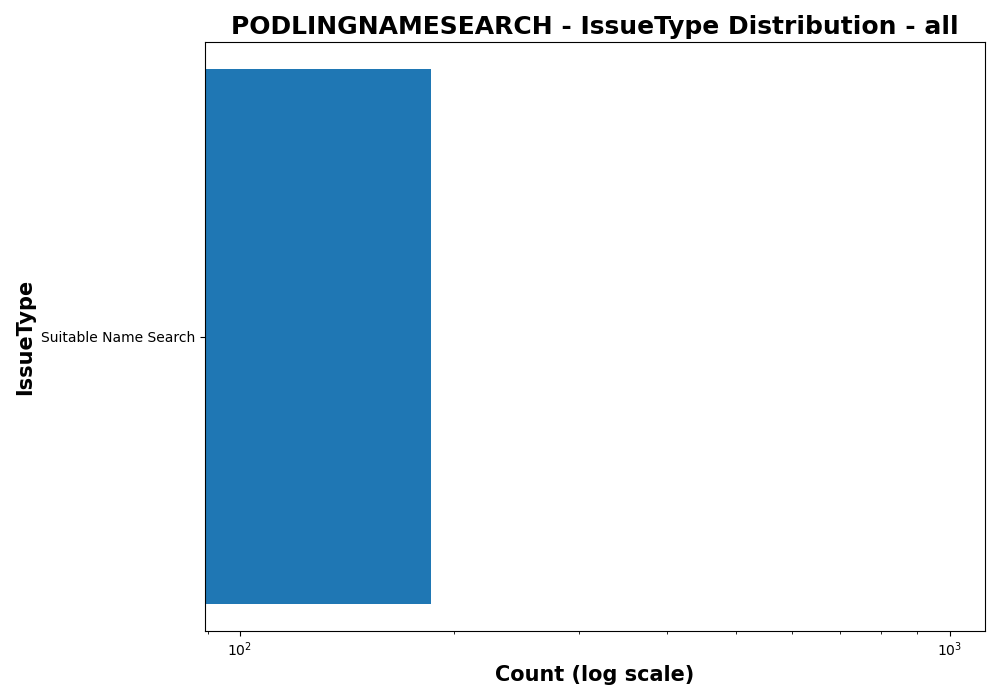 PODLINGNAMESEARCH - IssueType Distribution - all
IssueType
Suitable Name Search
10²
10³
Count (log scale)